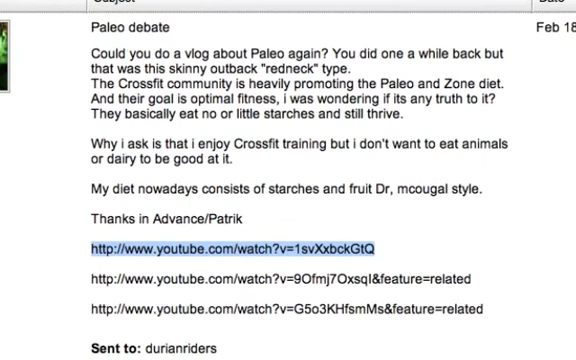 Subject
Date
Paleo debate
Feb 18
Could you do a vlog about Paleo again? You did one a while back but
that was this skinny outback "redneck" type.
The Crossfit community is heavily promoting the Paleo and Zone diet.
And their goal is optimal fitness, i was wondering if its any truth to it?
They basically eat no or little starches and still thrive.
Why i ask is that i enjoy Crossfit training but i don't want to eat animals
or dairy to be good at it.
My diet nowadays consists of starches and fruit Dr, mcougal style.
Thanks in Advance/Patrik
http://www.youtube.com/watch?v=1svXxbckGtQ
http://www.youtube.com/watch?v=9Ofmj7OxsqI&feature=related
http://www.youtube.com/watch?v=G5o3KHfsmMs&feature=related
Sent to: durianriders